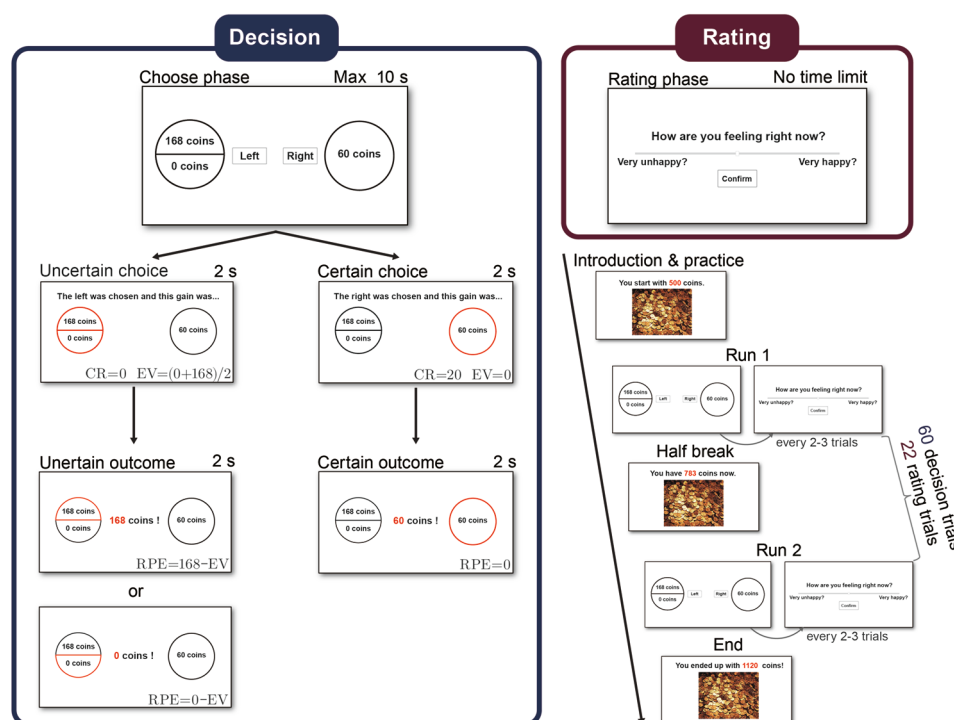 Decision
Choose phase
Max 10 s
168 coins
0 coins
Left
Right
60 coins
Uncertain choice
2 s
The left was chosen and this gain was...
168 coins
0 coins
60 coins
CR=0 EV=(0+168)/2
Certain choice
2 s
The right was chosen and this gain was...
168 coins
0 coins
60 coins
CR=20 EV=0
Unertain outcome
2 s
168 coins
0 coins
168 coins !
60 coins
RPE=168−EV
or
168 coins
0 coins
0 coins !
60 coins
RPE=0−EV
Certain outcome
2 s
168 coins
0 coins
60 coins !
60 coins
RPE=0
Rating
Rating phase
No time limit
How are you feeling right now?
Very unhappy?
Very happy?
Confirm
Introduction & practice
You start with 500 coins.
Run 1
168 coins
0 coins
Left
Right
60 coins
How are you feeling right now?
Very unhappy?
Very happy?
Confirm
every 2-3 trials
Half break
You have 783 coins now.
60 decision trials
22 rating trials
Run 2
168 coins
0 coins
Left
Right
60 coins
How are you feeling right now?
Very unhappy?
Very happy?
Confirm
every 2-3 trials
End
You ended up with 1120 coins!